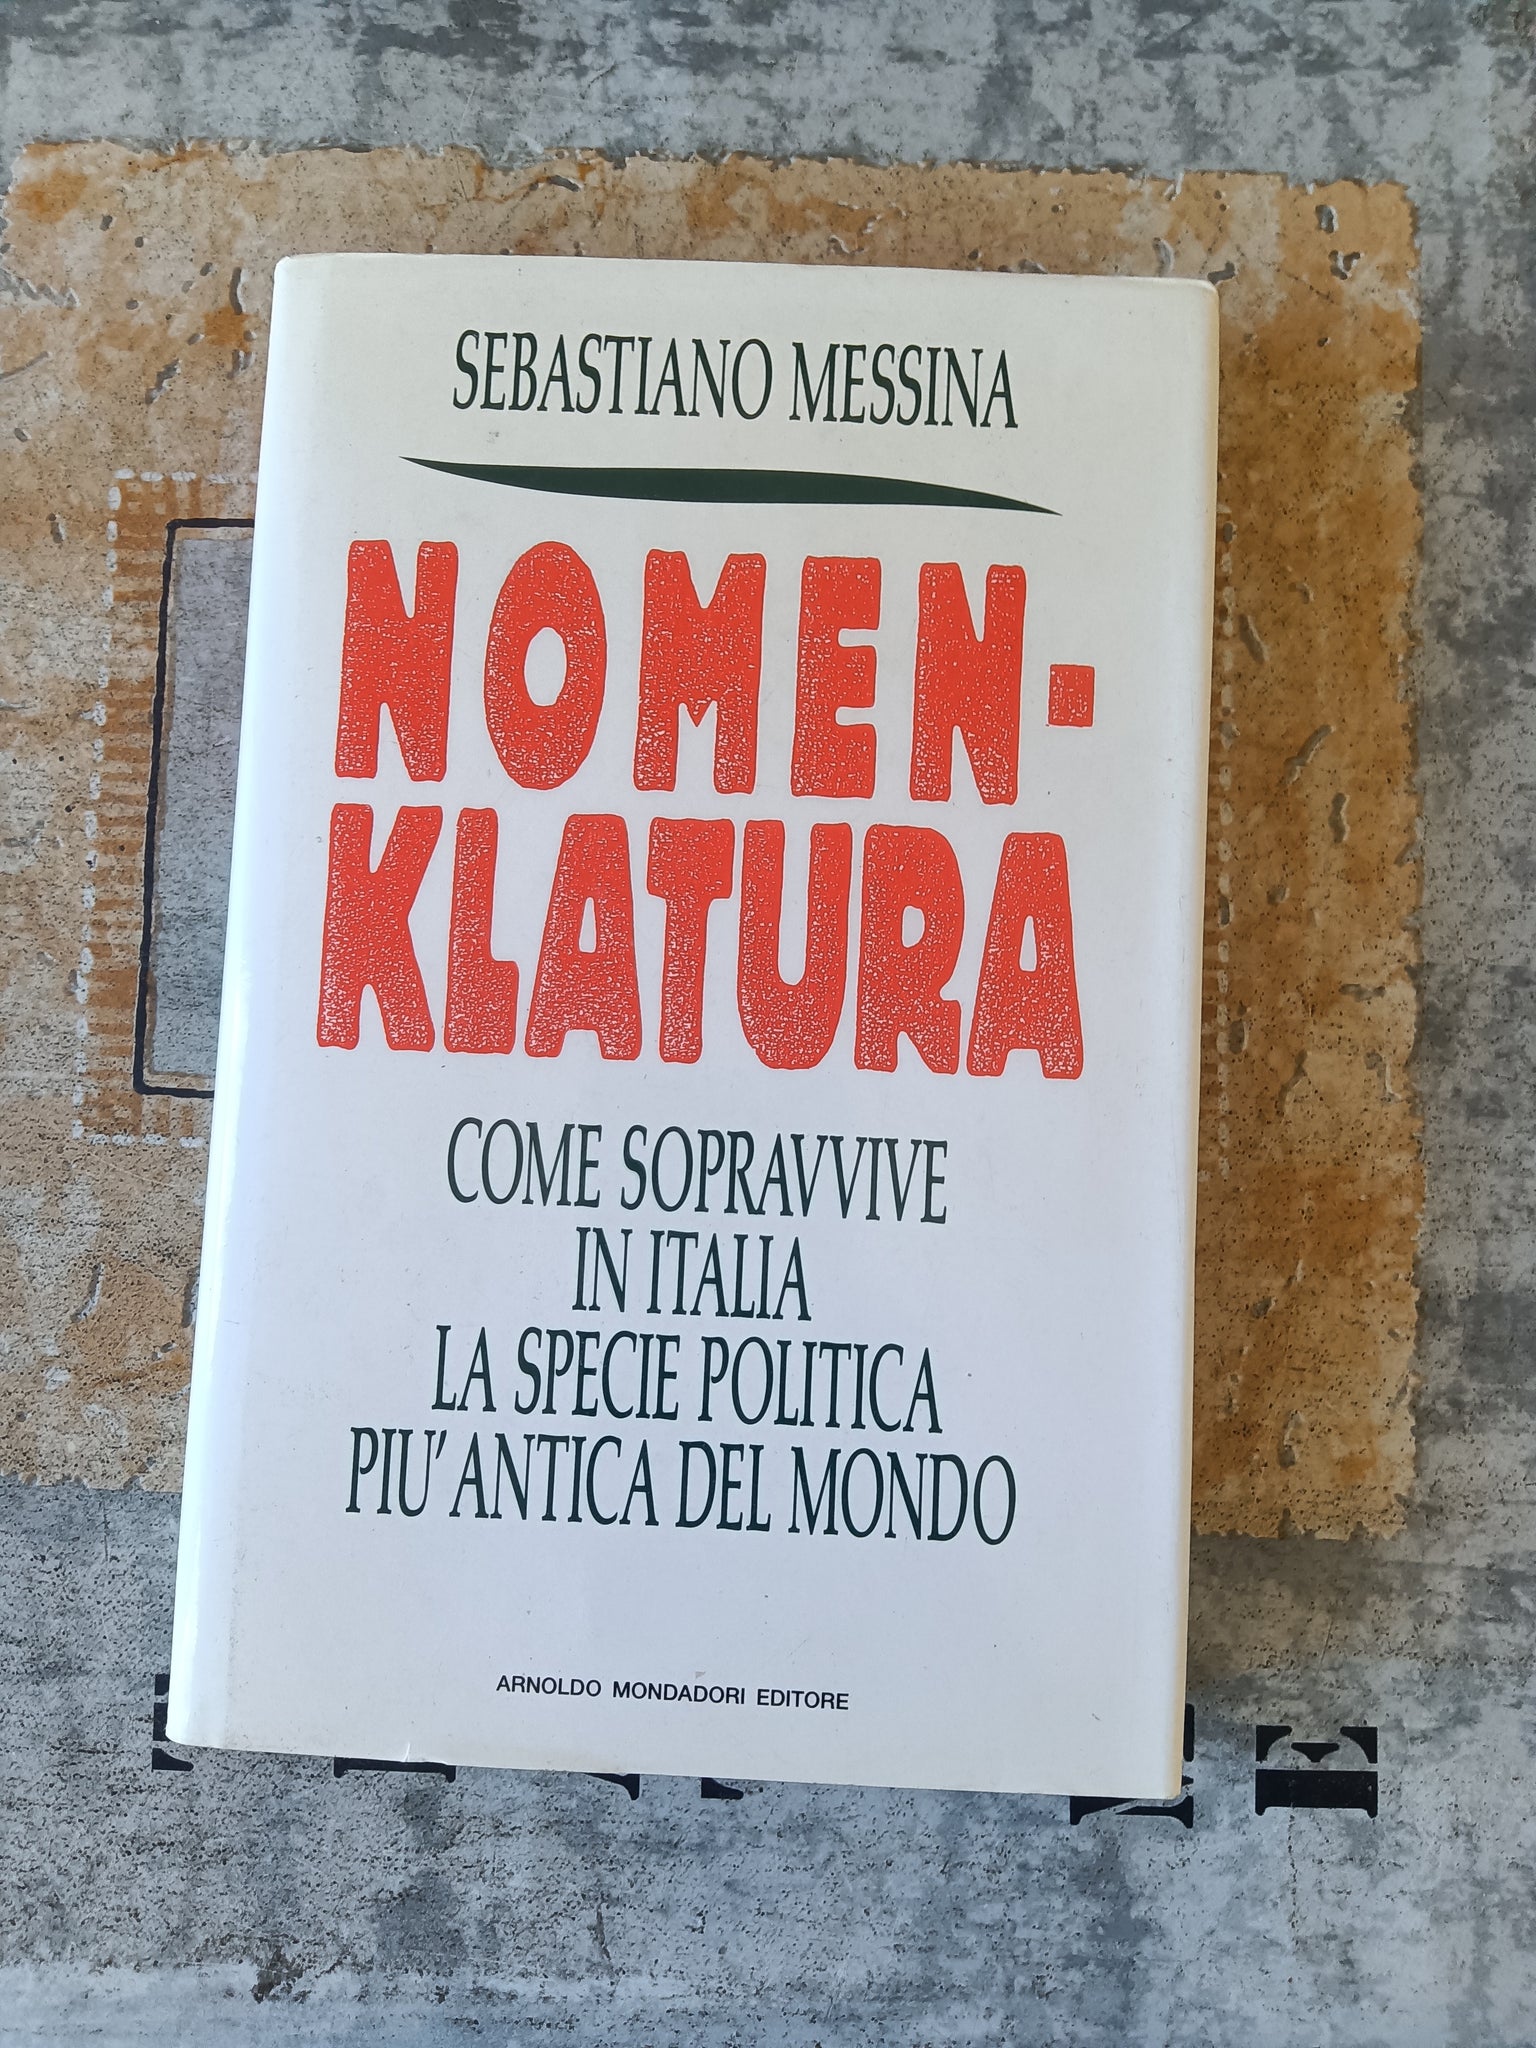 SEBASTIANO MESSINA
NOMEN-
KLATURA
COME SOPRAVVIVE
IN ITALIA
LA SPECIE POLITICA
PIU' ANTICA DEL MONDO
ARNOLDO MONDADORI EDITORE